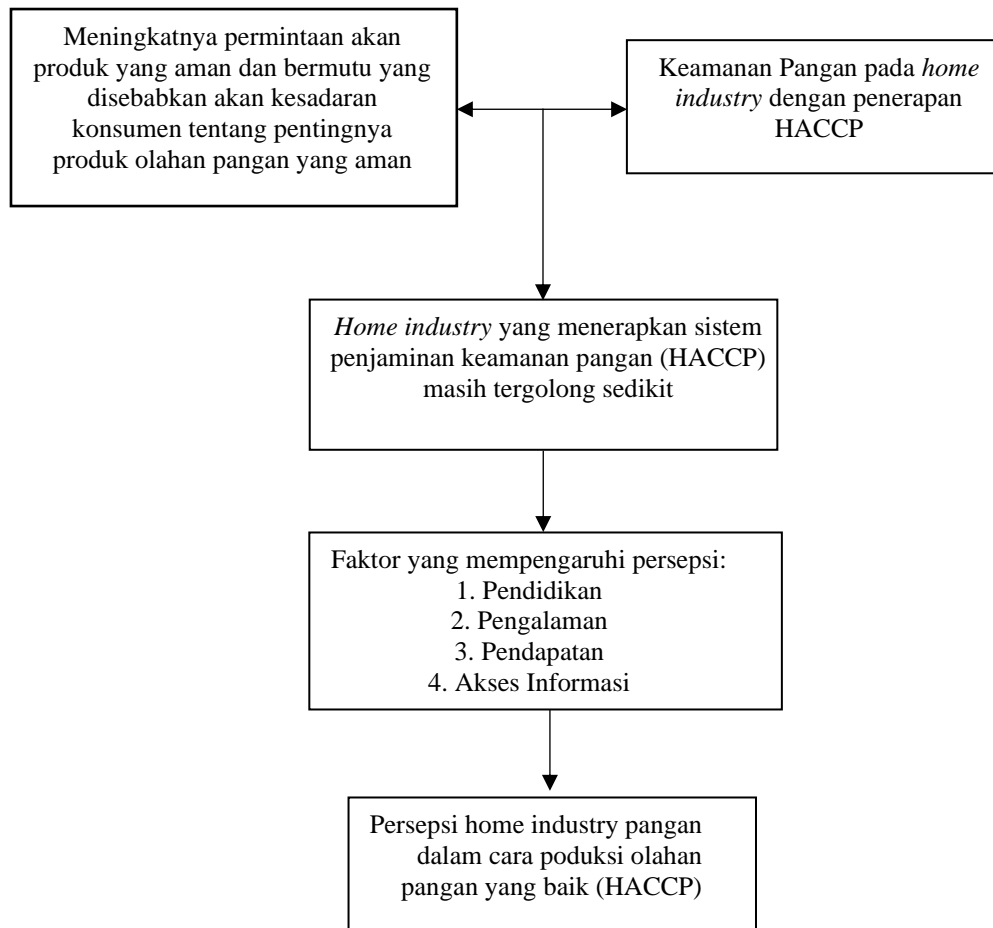 Meningkatnya permintaan akan
produk yang aman dan bermutu yang
disebabkan akan kesadaran
konsumen tentang pentingnya
produk olahan pangan yang aman
Keamanan Pangan pada home
industry dengan penerapan
HACCP
Home industry yang menerapkan sistem
penjaminan keamanan pangan (HACCP)
masih tergolong sedikit
Faktor yang mempengaruhi persepsi:
1. Pendidikan
2. Pengalaman
3. Pendapatan
4. Akses Informasi
Persepsi home industry pangan
dalam cara poduksi olahan
pangan yang baik (HACCP)